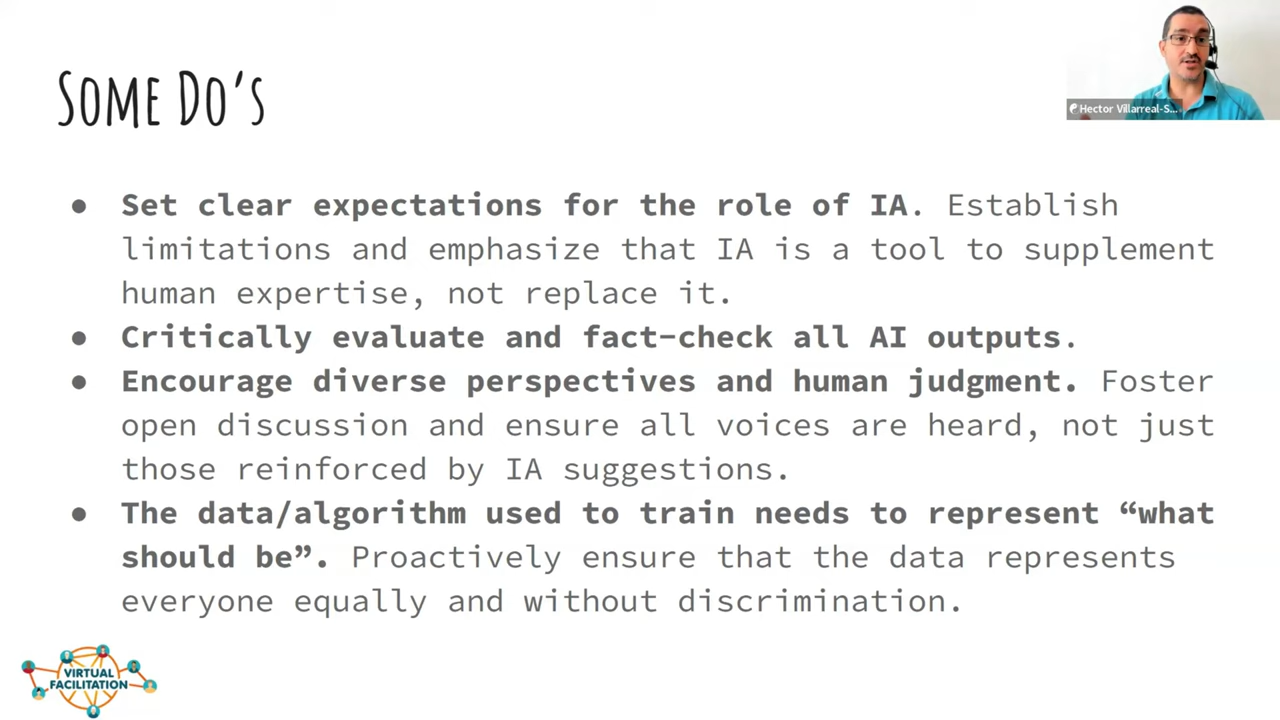 Some Do's
Hector Villarreal-S...
● Set clear expectations for the role of IA. Establish
limitations and emphasize that IA is a tool to supplement
human expertise, not replace it.
● Critically evaluate and fact-check all AI outputs.
● Encourage diverse perspectives and human judgment. Foster
open discussion and ensure all voices are heard, not just
those reinforced by IA suggestions.
● The data/algorithm used to train needs to represent “what
should be”. Proactively ensure that the data represents
everyone equally and without discrimination.
VIRTUAL
FACILITATION